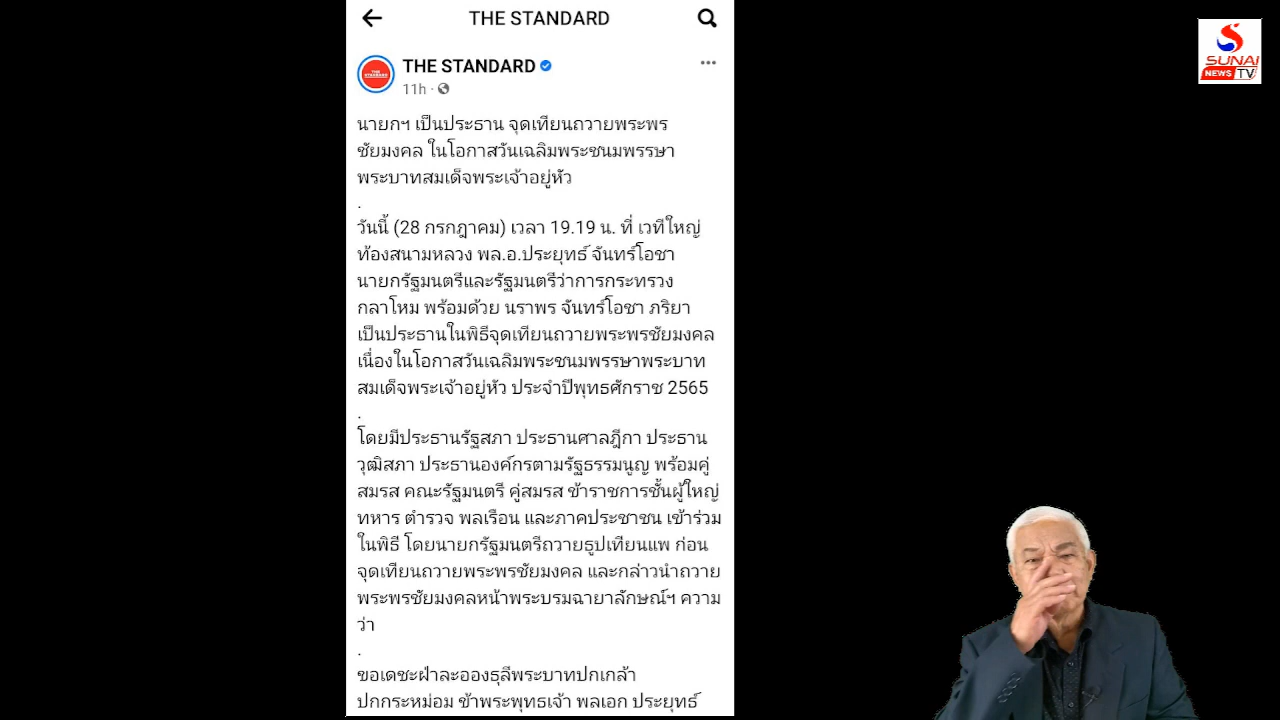 THE STANDARD
THE STANDARD
11h
นายกฯ เป็นประธาน จุดเทียนถวายพระพร
ชัยมงคล ในโอกาสวันเฉลิมพระชนมพรรษา
พระบาทสมเด็จพระเจ้าอยู่หัว
.
วันนี้ (28 กรกฎาคม) เวลา 19.19 น. ที่ เวทีใหญ่
ท้องสนามหลวง พล.อ.ประยุทธ์ จันทร์โอชา
นายกรัฐมนตรีและรัฐมนตรีว่าการกระทรวง
กลาโหม พร้อมด้วย นราพร จันทร์โอชา ภริยา
เป็นประธานในพิธีจุดเทียนถวายพระพรชัยมงคล
เนื่องในโอกาสวันเฉลิมพระชนมพรรษาพระบาท
สมเด็จพระเจ้าอยู่หัว ประจำปีพุทธศักราช 2565
.
โดยมีประธานรัฐสภา ประธานศาลฎีกา ประธาน
วุฒิสภา ประธานองค์กรตามรัฐธรรมนูญ พร้อมคู่
สมรส คณะรัฐมนตรี คู่สมรส ข้าราชการชั้นผู้ใหญ่
ทหาร ตำรวจ พลเรือน และภาคประชาชน เข้าร่วม
ในพิธี โดยนายกรัฐมนตรีถวายธูปเทียนแพ ก่อน
จุดเทียนถวายพระพรชัยมงคล และกล่าวนำถวาย
พระพรชัยมงคลหน้าพระบรมฉายาลักษณ์ฯ ความ
ว่า
.
ขอเดชะฝ่าละอองธุลีพระบาทปกเกล้า
ปกกระหม่อม ข้าพระพุทธเจ้า พลเอก ประยุทธ์
SUNAI
NEWS TV